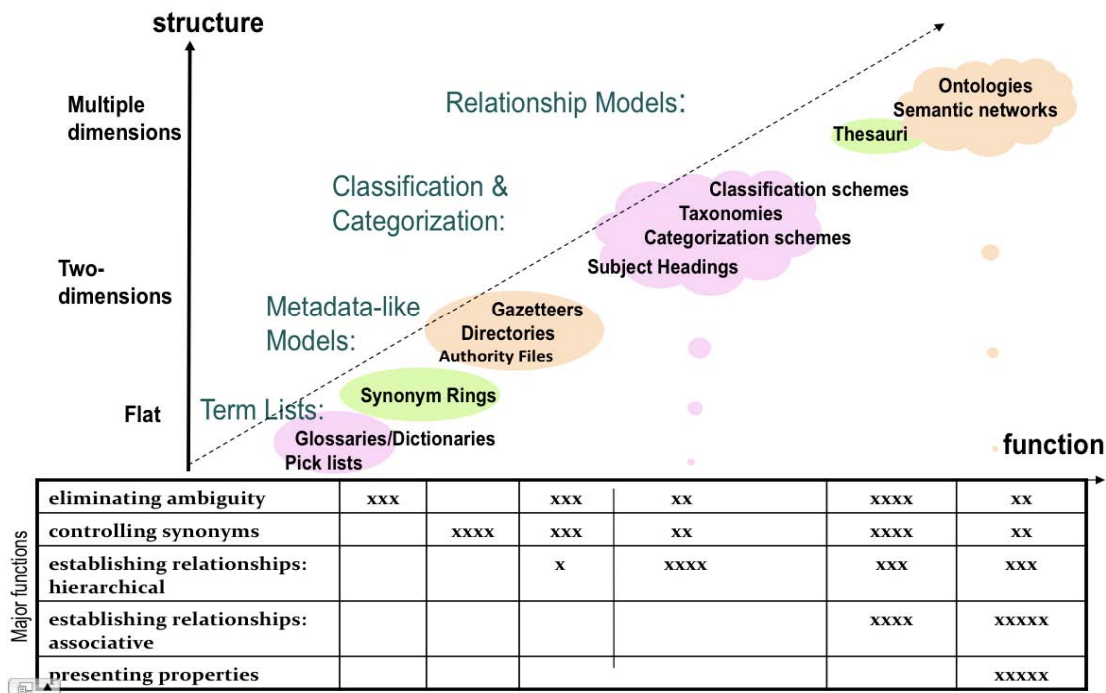 structure
Multiple
dimensions
Relationship Models:
Ontologies
Semantic networks
Thesauri
Classification &
Categorization:
Classification schemes
Taxonomies
Categorization schemes
Subject Headings
Two-
dimensions
Metadata-like
Models:
Gazetteers
Directories
Authority Files
Synonym Rings
Flat
Term Lists:
Glossaries/Dictionaries
Pick lists
function
Major functions
eliminating ambiguity xxx xxx xx xxxx xx
controlling synonyms xxxx xxx xx xxxx xx
establishing relationships:
hierarchical x xxxx xxx xxx
establishing relationships:
associative xxxx xxxxx
presenting properties xxxxx